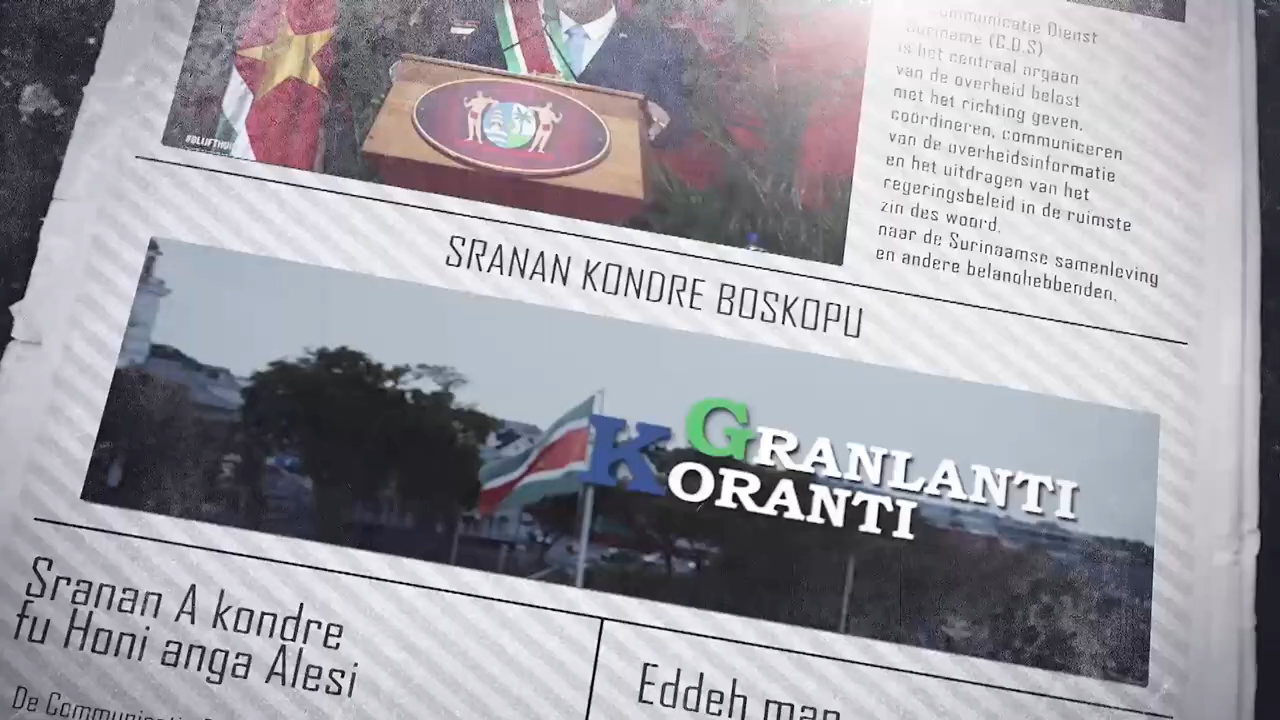 Communicatie Dienst
Suriname (C.D.S)
is het centraal orgaan
van de overheid belast
met het richting geven,
coördineren, communiceren
van de overheidsinformatie
en het uitdragen van het
regeringsbeleid in de ruimste
zin des woord.
naar de Surinaamse samenleving
en andere belanghebbenden.
SRANAN KONDRE BOSKOPU
GRANLANTI
KORANTI
Sranan A kondre
fu Honi anga Alesi
De
Eddeh man